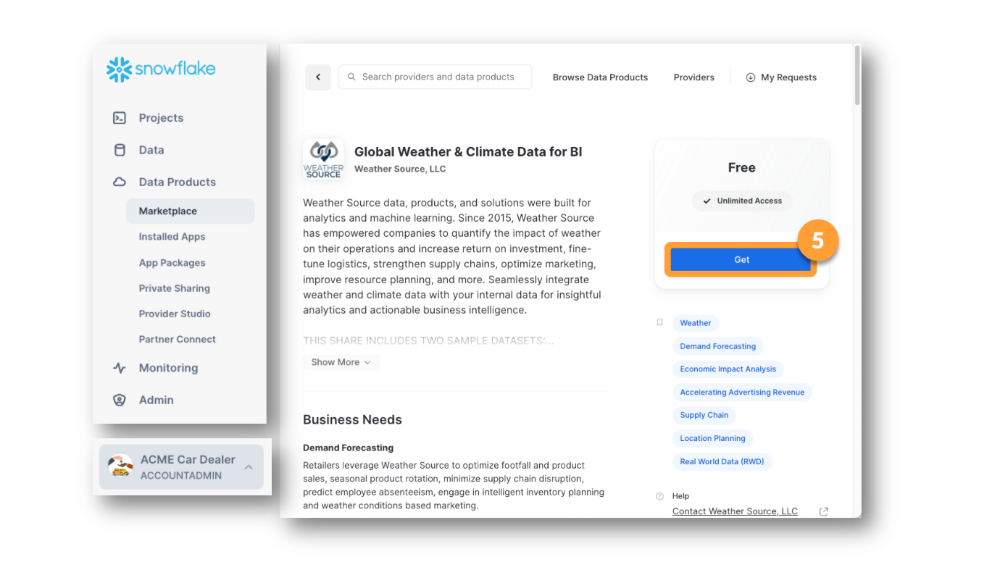 snowflake
Projects
Data
Data Products
Marketplace
Installed Apps
App Packages
Private Sharing
Provider Studio
Partner Connect
Monitoring
Admin
ACME Car Dealer
ACCOUNTADMIN
Search providers and data products
Browse Data Products
Providers
My Requests
WEATHER
SOURCE
Global Weather & Climate Data for BI
Weather Source, LLC
Weather Source data, products, and solutions were built for
analytics and machine learning. Since 2015, Weather Source
has empowered companies to quantify the impact of weather
on their operations and increase return on investment, fine-
tune logistics, strengthen supply chains, optimize marketing,
improve resource planning, and more. Seamlessly integrate
weather and climate data with your internal data for insightful
analytics and actionable business intelligence.
THIS SHARE INCLUDES TWO SAMPLE DATASETS:...
Show More
Business Needs
Demand Forecasting
Retailers leverage Weather Source to optimize footfall and product
sales, seasonal product rotation, minimize supply chain disruption,
predict employee absenteeism, engage in intelligent inventory planning
and weather conditions based marketing.
Free
Unlimited Access
5
Get
Weather
Demand Forecasting
Economic Impact Analysis
Accelerating Advertising Revenue
Supply Chain
Location Planning
Real World Data (RWD)
Help
Contact Weather Source, LLC